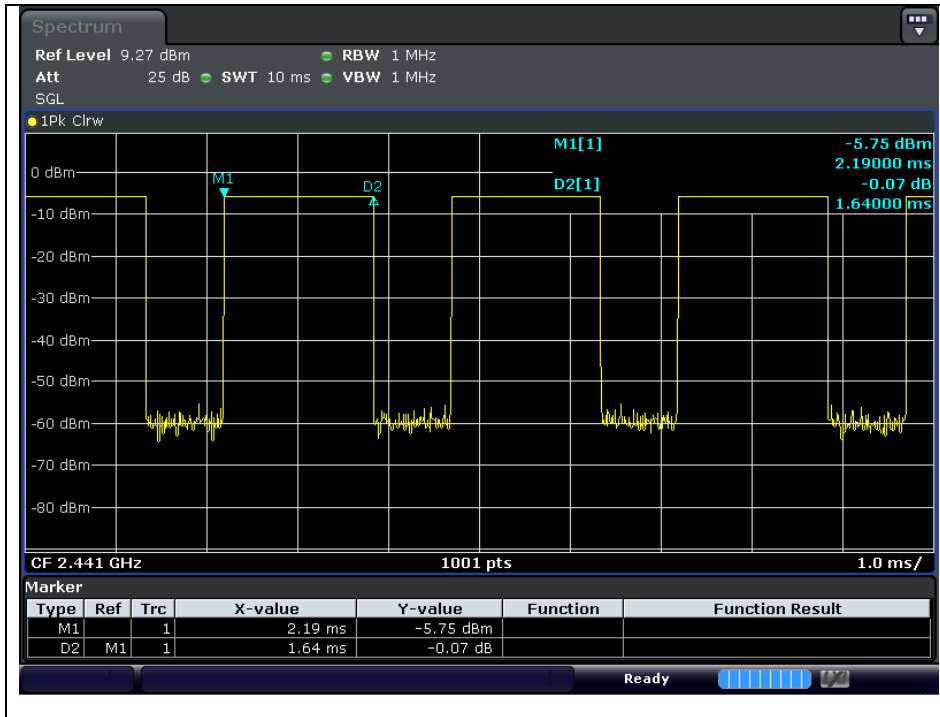 Spectrum
Ref Level 9.27 dBm RBW 1 MHz
Att 25 dB SWT 10 ms VBW 1 MHz
SGL
1Pk Clrw
M1[1] -5.75 dBm
2.19000 ms
D2[1] -0.07 dB
1.64000 ms
0 dBm
M1
D2
-10 dBm
-20 dBm
-30 dBm
-40 dBm
-50 dBm
-60 dBm
-70 dBm
-80 dBm
CF 2.441 GHz 1001 pts 1.0 ms/
Marker
Type Ref Trc X-value Y-value Function Function Result
M1 1 2.19 ms -5.75 dBm
D2 M1 1 1.64 ms -0.07 dB
Ready